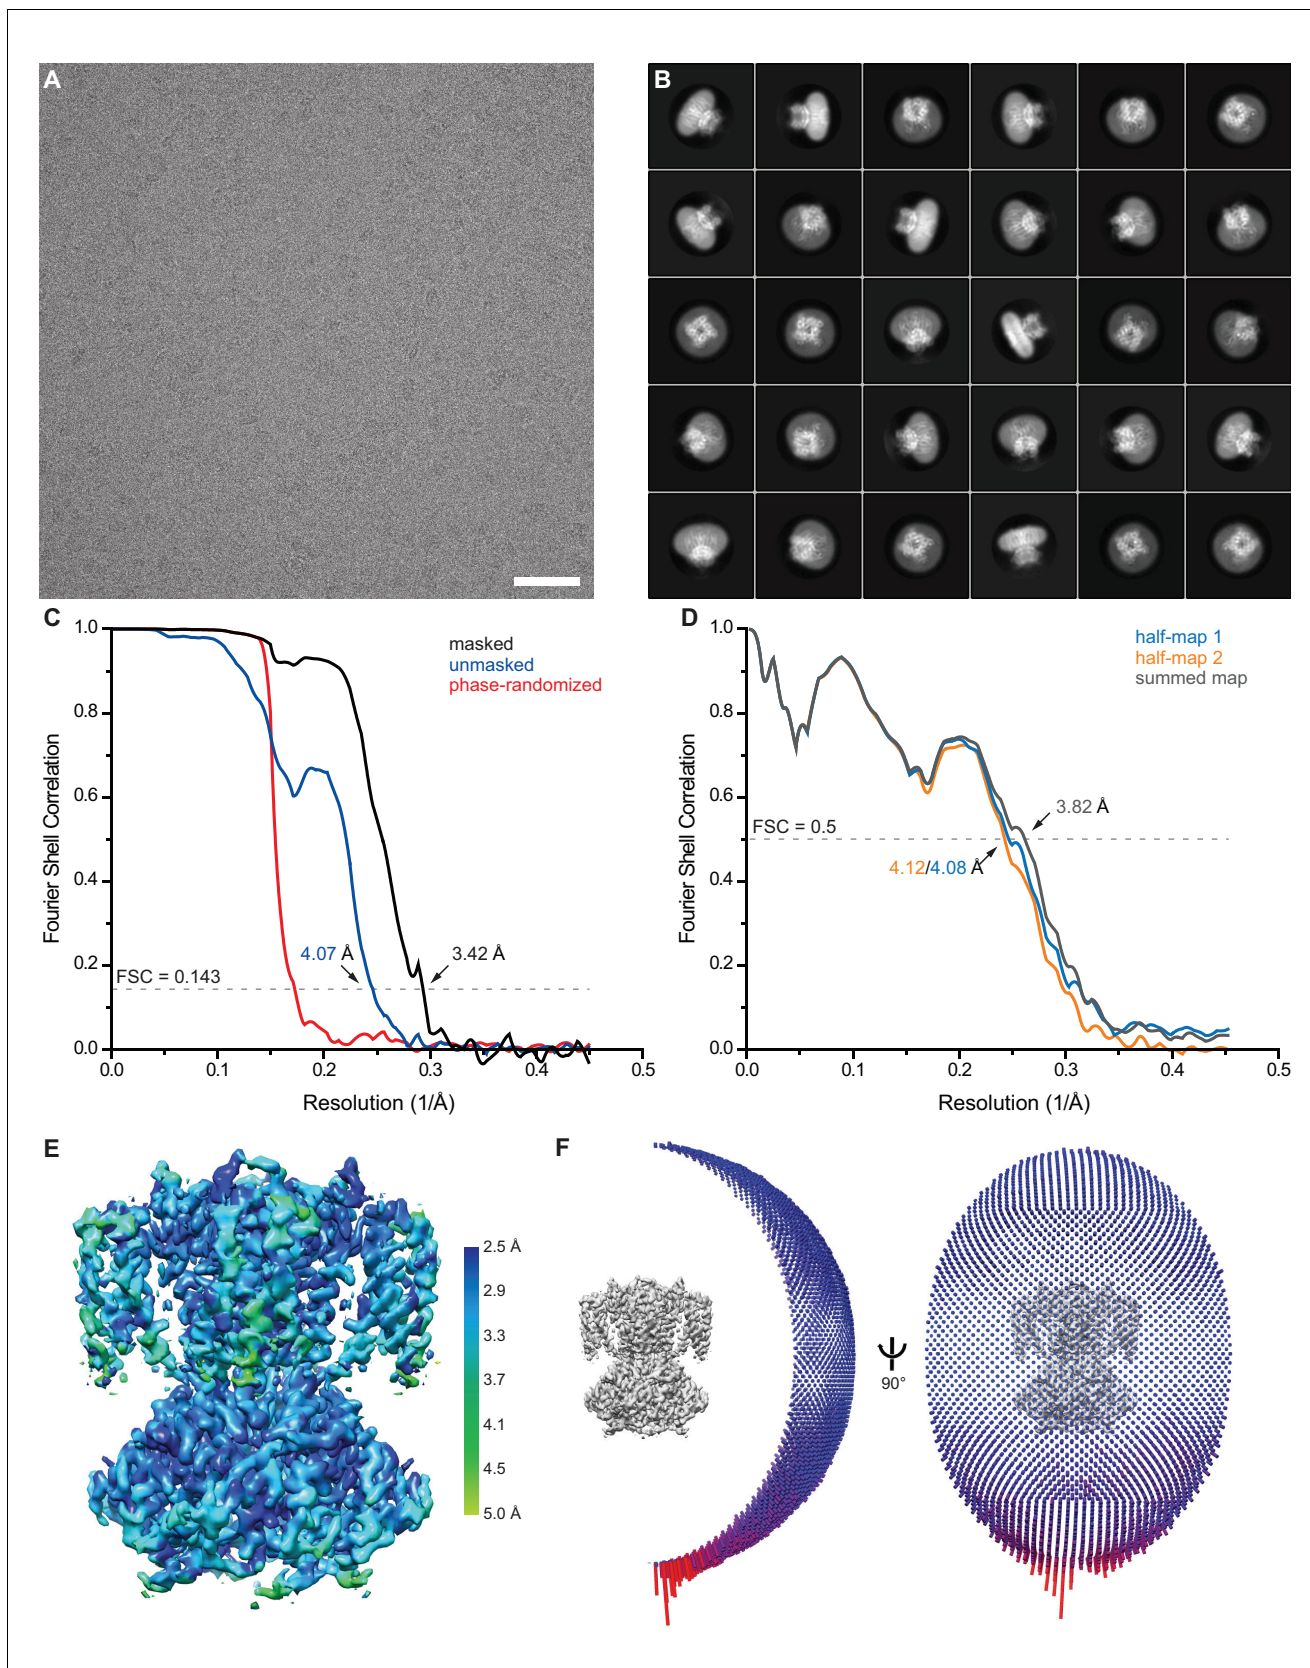 A
B
C
1.0
0.8
0.6
0.4
0.2
0.0
Fourier Shell Correlation
masked
unmasked
phase-randomized
4.07 Å
3.42 Å
FSC = 0.143
0.0
0.1
0.2
0.3
0.4
0.5
Resolution (1/Å)
D
1.0
0.8
0.6
0.4
0.2
0.0
Fourier Shell Correlation
half-map 1
half-map 2
summed map
3.82 Å
FSC = 0.5
4.12/4.08 Å
0.0
0.1
0.2
0.3
0.4
0.5
Resolution (1/Å)
E
2.5 Å
2.9
3.3
3.7
4.1
4.5
5.0 Å
F
90°